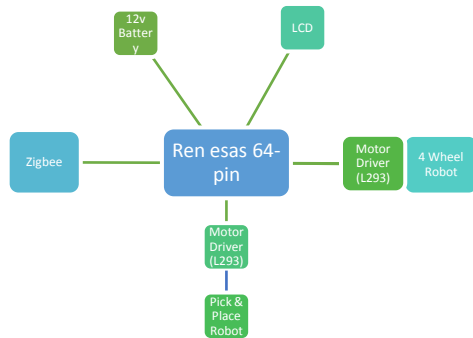 12v
Batter
y
LCD
Zigbee
Ren esas 64-
pin
Motor
Driver
(L293)
4 Wheel
Robot
Motor
Driver
(L293)
Pick &
Place
Robot